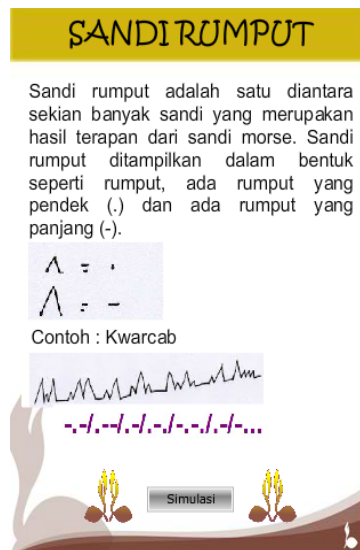 SANDI RUMPUT
Sandi rumput adalah satu diantara
sekian banyak sandi yang merupakan
hasil terapan dari sandi morse. Sandi
rumput ditampilkan dalam bentuk
seperti rumput, ada rumput yang
pendek (.) dan ada rumput yang
panjang (-).
= .
= -
Contoh : Kwarcab
-.-/.--/.-/.-./-.-./.-/-...
Simulasi